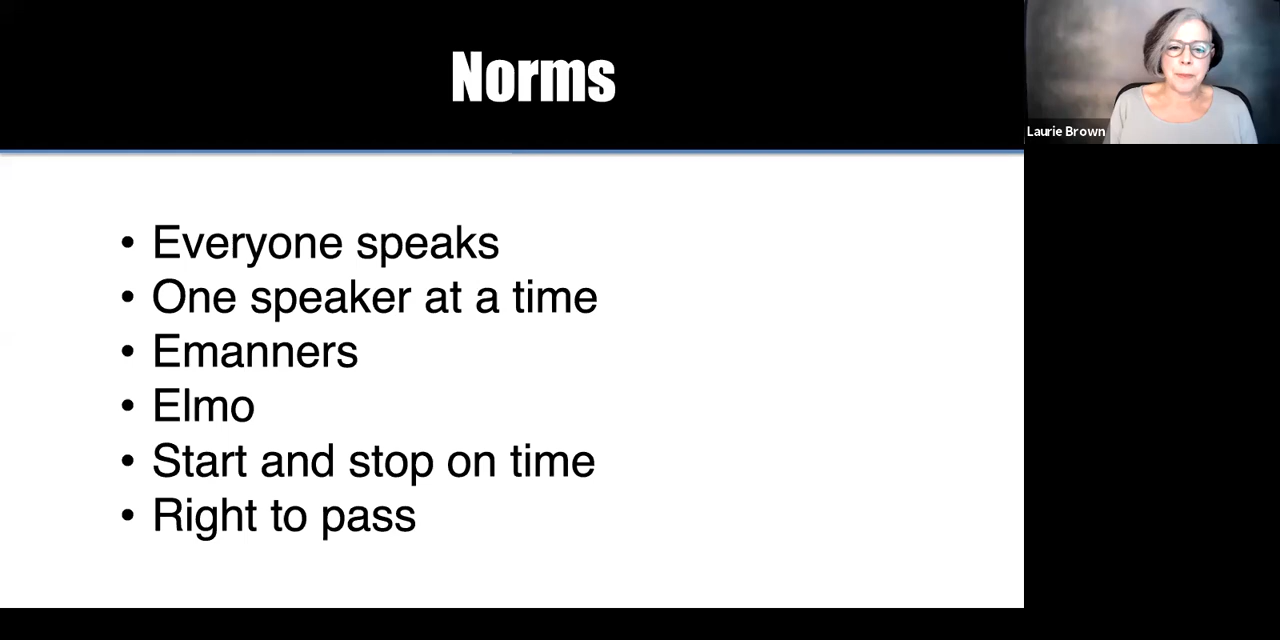 Norms
• Everyone speaks
• One speaker at a time
• Emanners
• Elmo
• Start and stop on time
• Right to pass
Laurie Brown